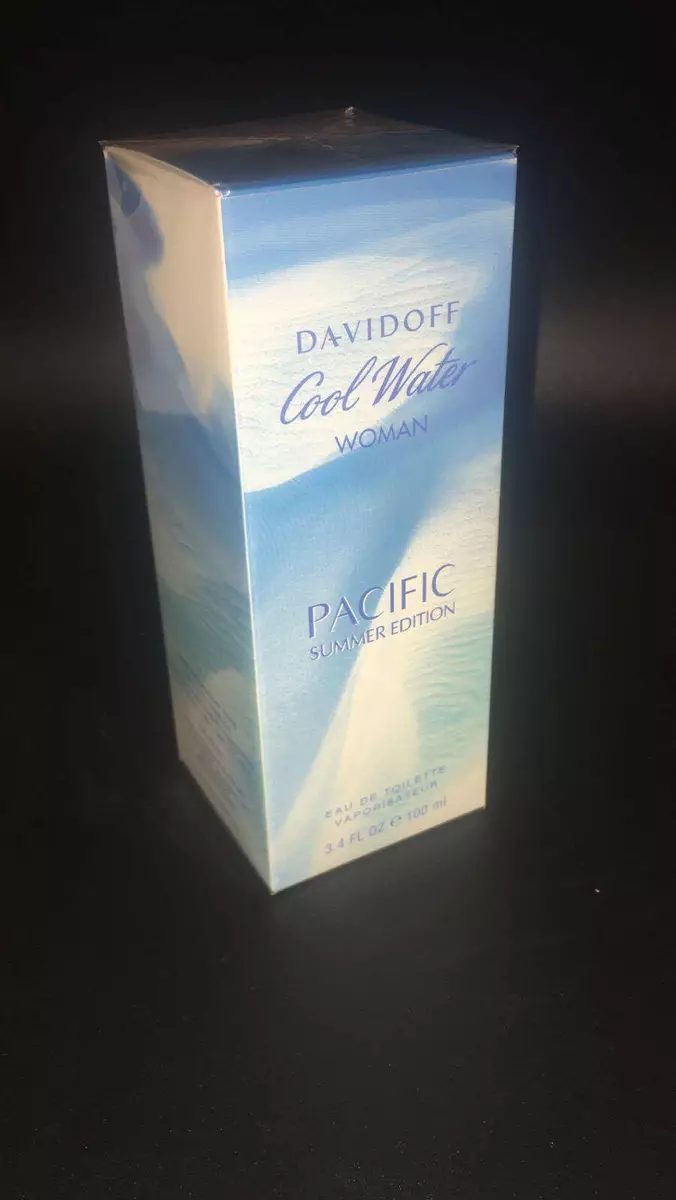 DAVIDOFF
Cool Water
WOMAN
PACIFIC
SUMMER EDITION
EAU DE TOILETTE
VAPORISATEUR
3.4 FL OZ ℮ 100 ml